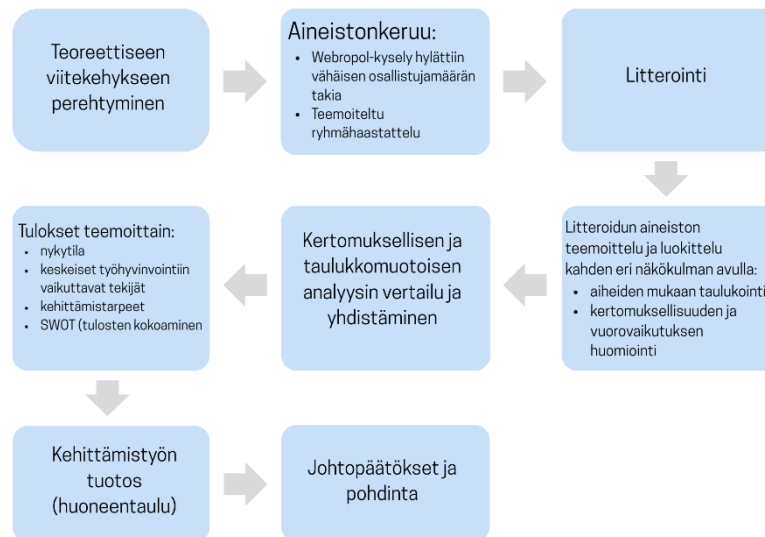 Teoreettiseen
viitekehykseen
perehtyminen
Aineistonkeruu:
• Webropol-kysely hylättiin
vähäisen osallistujamäärän
takia
• Teemoiteltu
ryhmähaastattelu
Litterointi
Litteroidun aineiston
teemoittelu ja luokittelu
kahden eri näkökulman avulla:
• aiheiden mukaan taulukointi
• kertomuksellisuuden ja
vuorovaikutuksen
huomiointi
Kertomuksellisen ja
taulukkomuotoisen
analyysin vertailu ja
yhdistäminen
Tulokset teemoittain:
• nykytila
• keskeiset työhyvinvointiin
vaikuttavat tekijät
• kehittämistarpeet
• SWOT (tulosten kokoaminen
Kehittämistyön
tuotos
(huoneentaulu)
Johtopäätökset ja
pohdinta